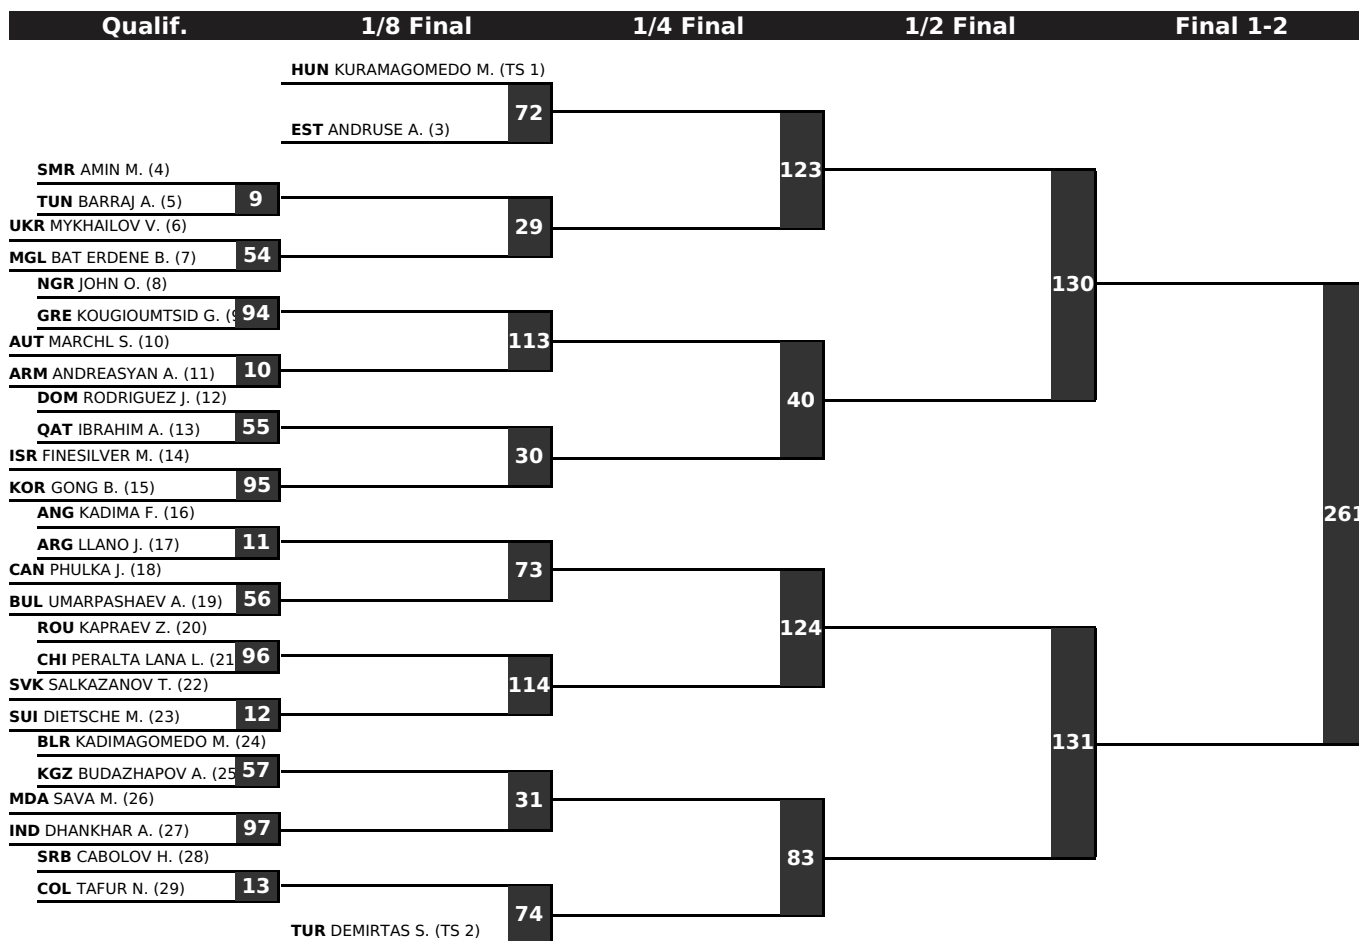 Qualif. 1/8 Final 1/4 Final 1/2 Final Final 1-2
HUN KURAMAGOMEDO M. (TS 1)
72
EST ANDRUSE A. (3)
SMR AMIN M. (4)
123
TUN BARRAJ A. (5) 9
UKR MYKHAILOV V. (6)
29
MGL BAT ERDENE B. (7) 54
NGR JOHN O. (8)
130
GRE KOUGIOUMTSID G. (9 94
AUT MARCHL S. (10)
113
ARM ANDREASYAN A. (11) 10
DOM RODRIGUEZ J. (12)
40
QAT IBRAHIM A. (13) 55
ISR FINESILVER M. (14)
30
KOR GONG B. (15) 95
ANG KADIMA F. (16)
261
ARG LLANO J. (17) 11
CAN PHULKA J. (18)
73
BUL UMARPASHAEV A. (19) 56
ROU KAPRAEV Z. (20)
124
CHI PERALTA LANA L. (21 96
SVK SALKAZANOV T. (22)
114
SUI DIETSCHE M. (23) 12
BLR KADIMAGOMEDO M. (24)
131
KGZ BUDAZHAPOV A. (25 57
MDA SAVA M. (26)
31
IND DHANKHAR A. (27) 97
SRB CABOLOV H. (28)
83
COL TAFUR N. (29) 13
74
TUR DEMIRTAS S. (TS 2)